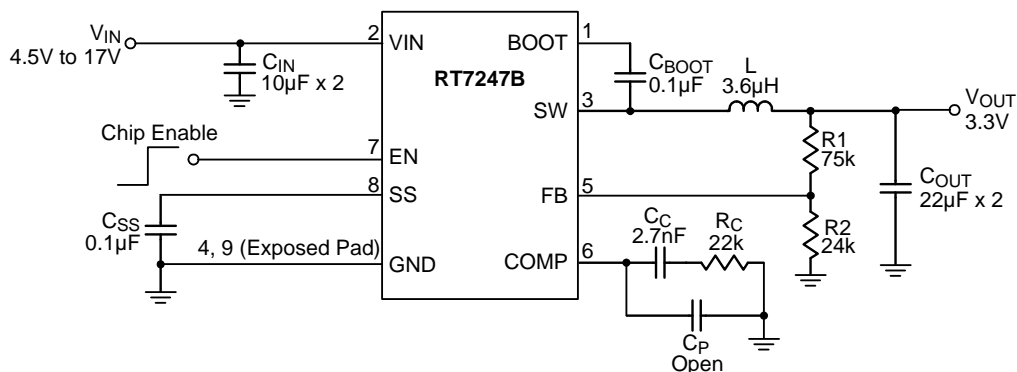 VIN
4.5V to 17V
CIN
10µF x 2
Chip Enable
CSS
0.1µF
2
7
8
4, 9 (Exposed Pad)
VIN
EN
SS
GND
RT7247B
BOOT
SW
FB
COMP
1
3
5
6
CBOOT
0.1µF
L
3.6µH
VOUT
3.3V
R1
75k
COUT
22µF x 2
R2
24k
CC
2.7nF
RC
22k
CP
Open